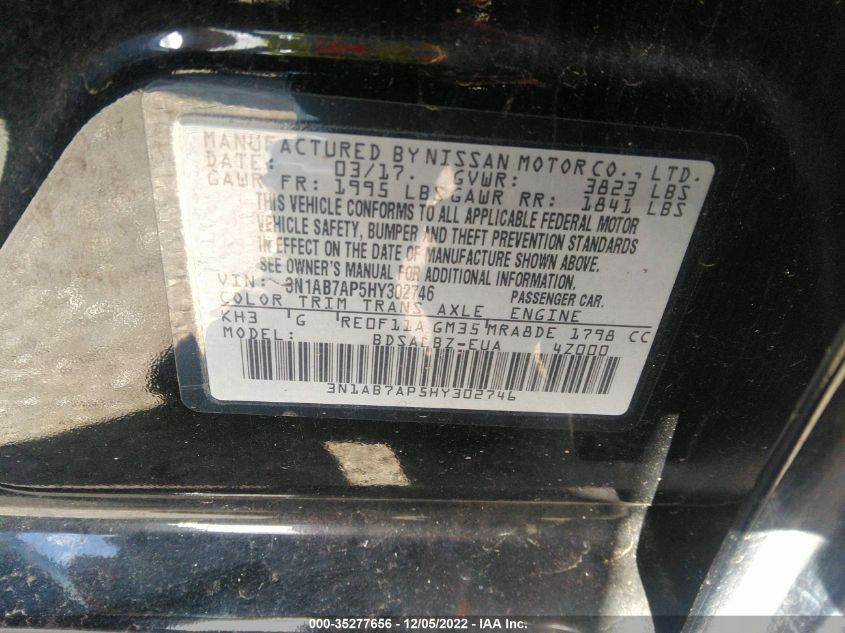 MANUFACTURED BY NISSAN MOTOR CO., LTD.
DATE: 03/17. GVWR: 3823 LBS
GAWR FR: 1995 LBS GAWR RR: 1841 LBS
THIS VEHICLE CONFORMS TO ALL APPLICABLE FEDERAL MOTOR
VEHICLE SAFETY, BUMPER AND THEFT PREVENTION STANDARDS
IN EFFECT ON THE DATE OF MANUFACTURE SHOWN ABOVE.
SEE OWNER'S MANUAL FOR ADDITIONAL INFORMATION.
VIN: 3N1AB7AP5HY302746 PASSENGER CAR.
COLOR TRIM TRANS AXLE ENGINE
KH3 G RE0F11A GM35 MRA8DE 1798 CC
MODEL: 4Z000
3N1AB7AP5HY302746
000-35277656 - 12/05/2022 - IAA Inc.